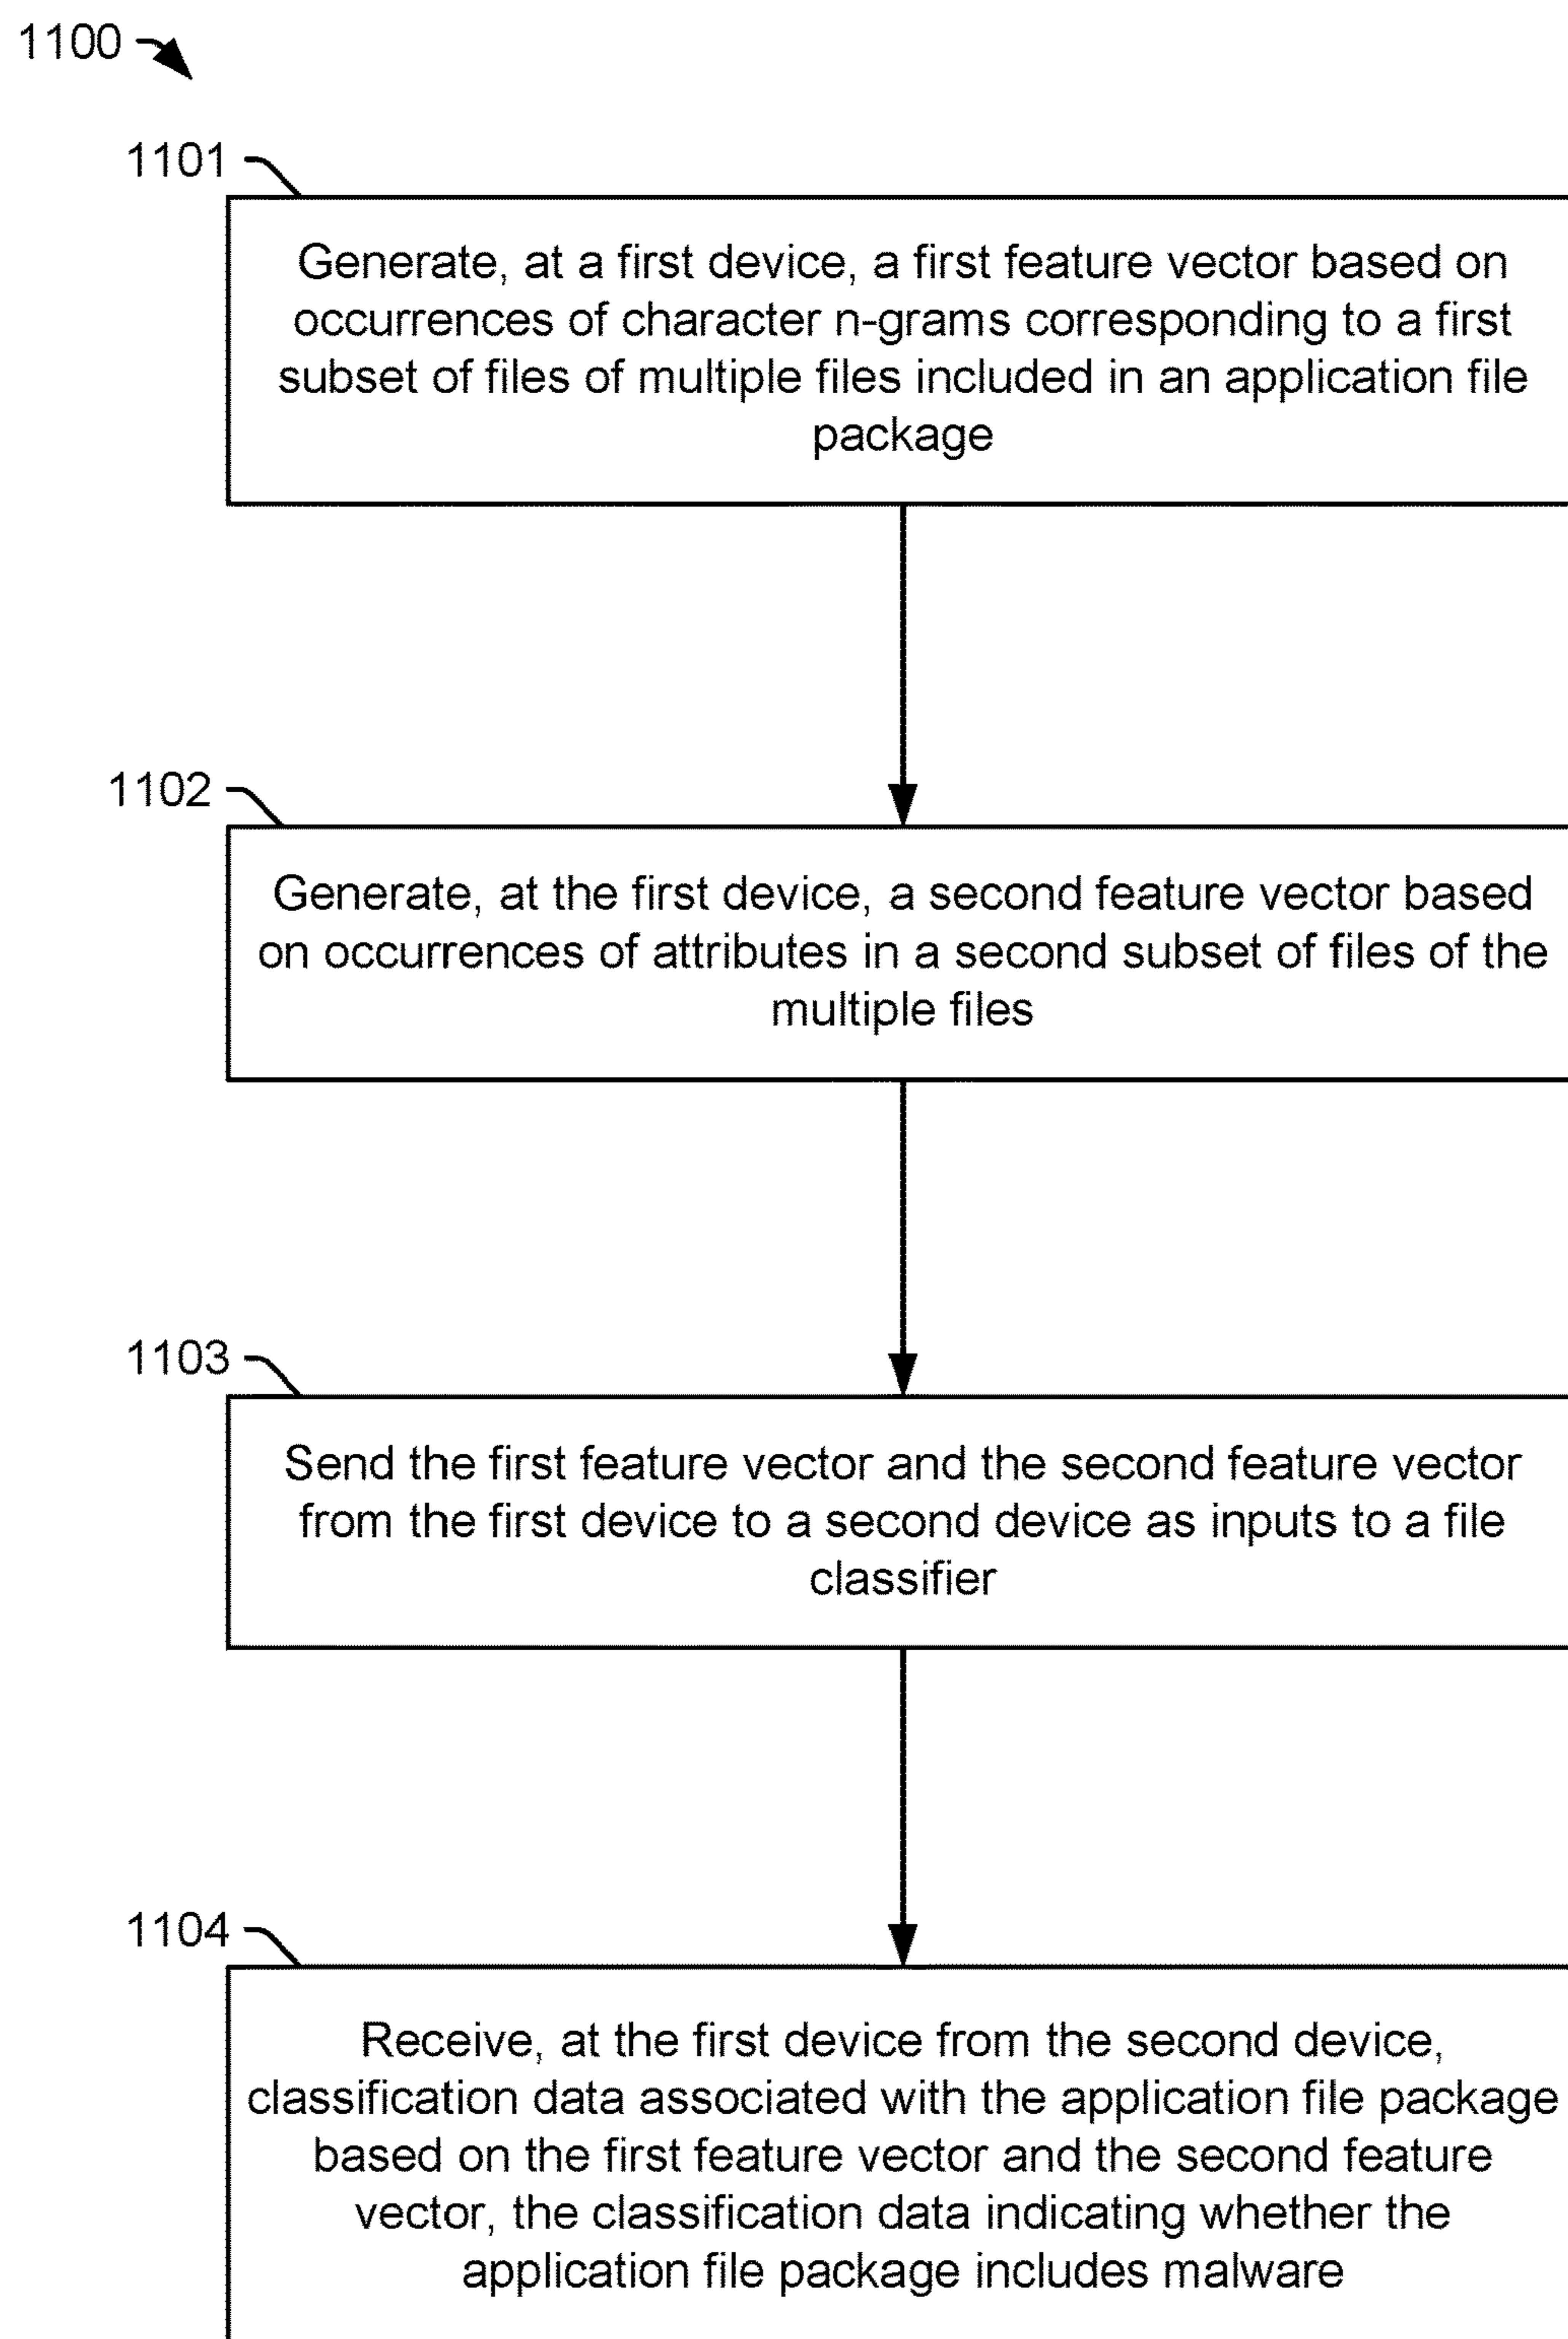 1100
1101
Generate, at a first device, a first feature vector based on
occurrences of character n-grams corresponding to a first
subset of files of multiple files included in an application file
package
1102
Generate, at the first device, a second feature vector based
on occurrences of attributes in a second subset of files of the
multiple files
1103
Send the first feature vector and the second feature vector
from the first device to a second device as inputs to a file
classifier
1104
Receive, at the first device from the second device,
classification data associated with the application file package
based on the first feature vector and the second feature
vector, the classification data indicating whether the
application file package includes malware